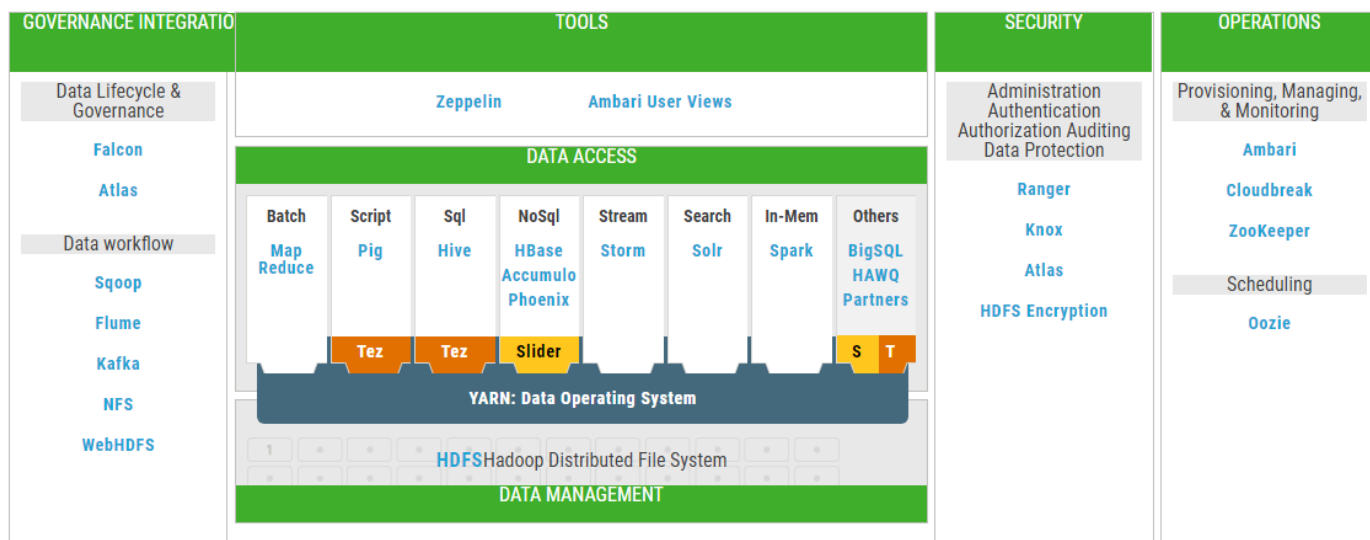 GOVERNANCE INTEGRATIO
Data Lifecycle &
Governance
Falcon
Atlas
Data workflow
Sqoop
Flume
Kafka
NFS
WebHDFS
TOOLS
Zeppelin
Ambari User Views
DATA ACCESS
Batch
Map
Reduce
Script
Pig
Tez
Sql
Hive
Tez
NoSql
HBase
Accumulo
Phoenix
Slider
Stream
Storm
Search
Solr
In-Mem
Spark
Others
BigSQL
HAWQ
Partners
S
T
YARN: Data Operating System
1
HDFSHadoop Distributed File System
DATA MANAGEMENT
SECURITY
Administration
Authentication
Authorization Auditing
Data Protection
Ranger
Knox
Atlas
HDFS Encryption
OPERATIONS
Provisioning, Managing,
& Monitoring
Ambari
Cloudbreak
ZooKeeper
Scheduling
Oozie